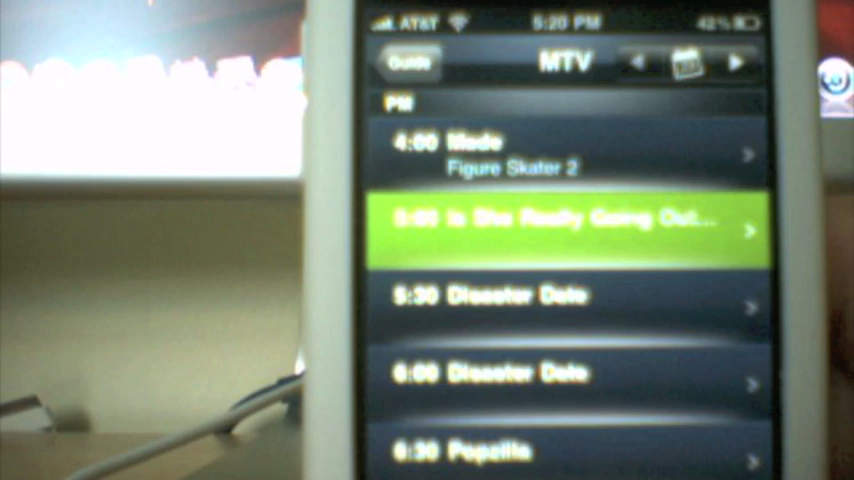 AT&T 5:20 PM 42%
Guide MTV
PM
4:00 Made
Figure Skater 2
5:00 Is She Really Going Out...
5:30 Disaster Date
6:00 Disaster Date
6:30 Popzilla